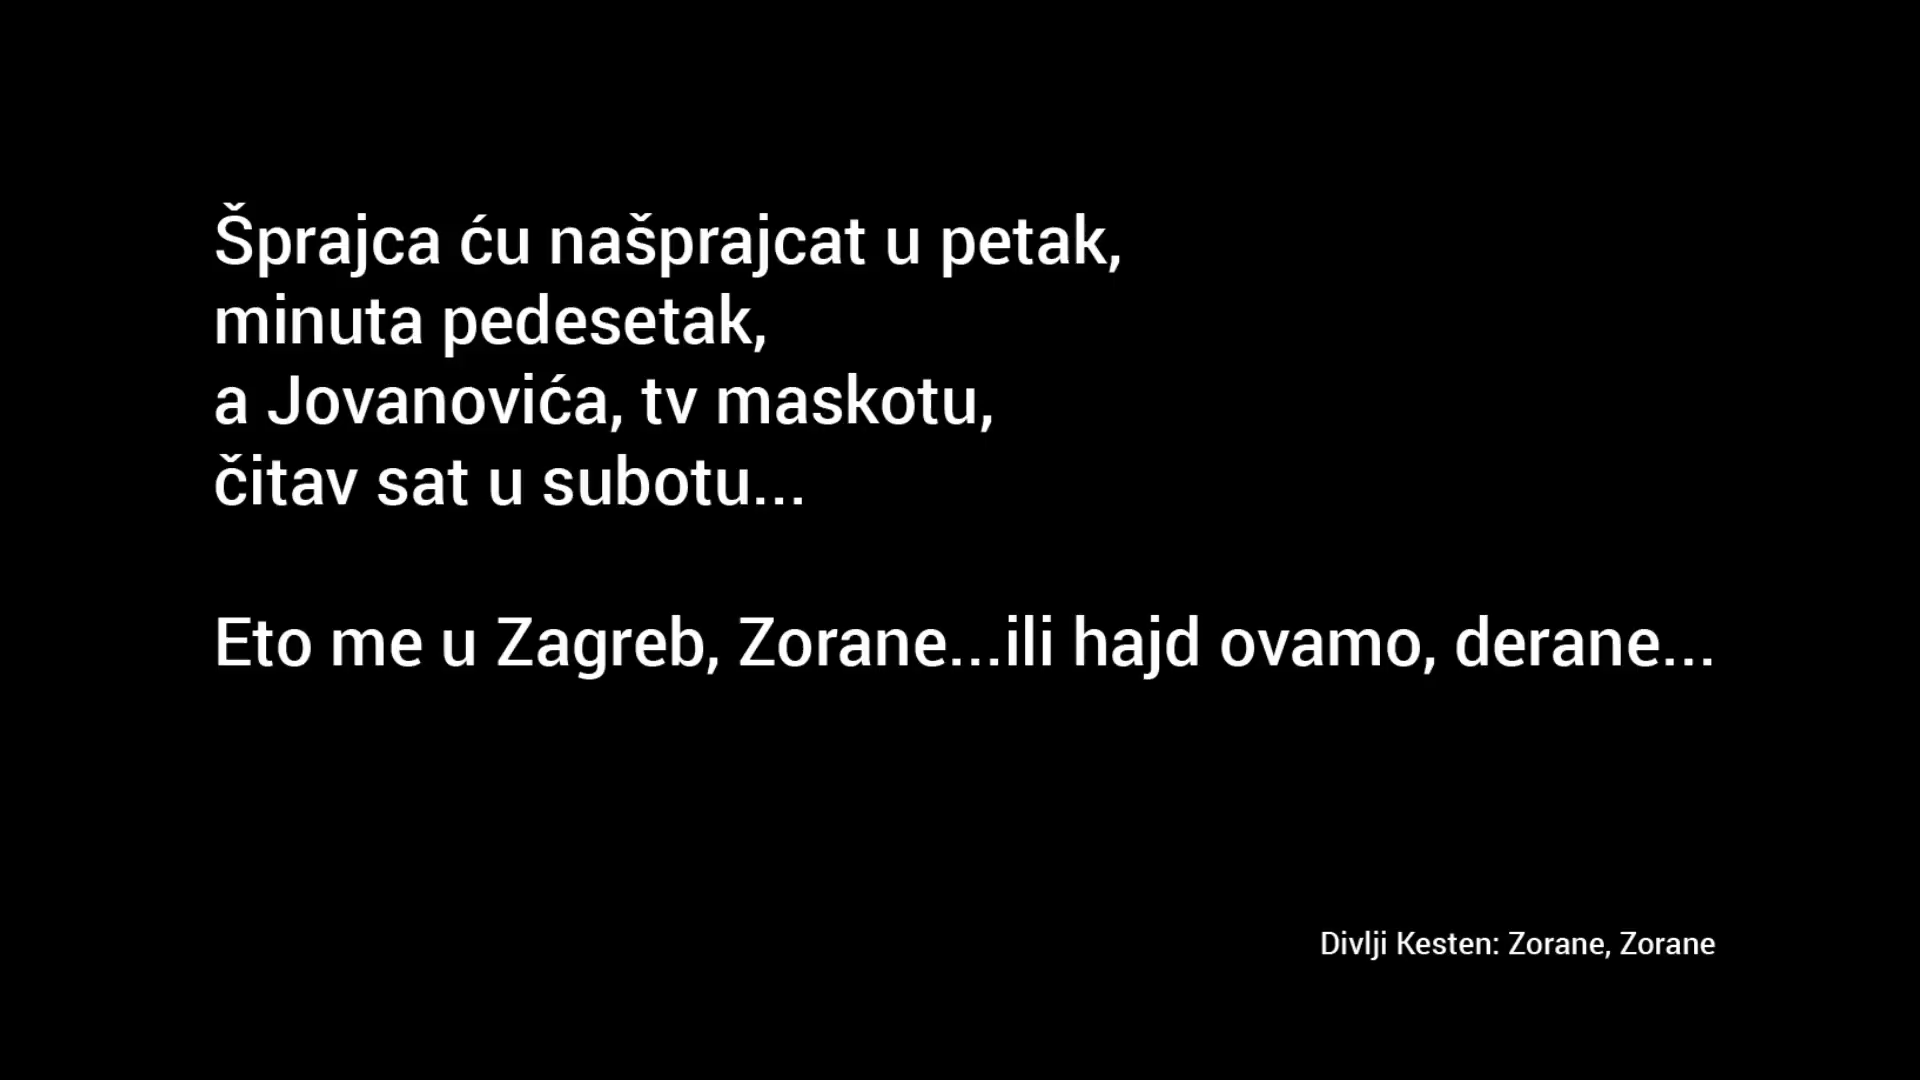 Šprajca ću našprajcat u petak,
minuta pedesetak,
a Jovanovića, tv maskotu,
čitav sat u subotu...
Eto me u Zagreb, Zorane...ili hajd ovamo, derane...
Divlji Kesten: Zorane, Zorane